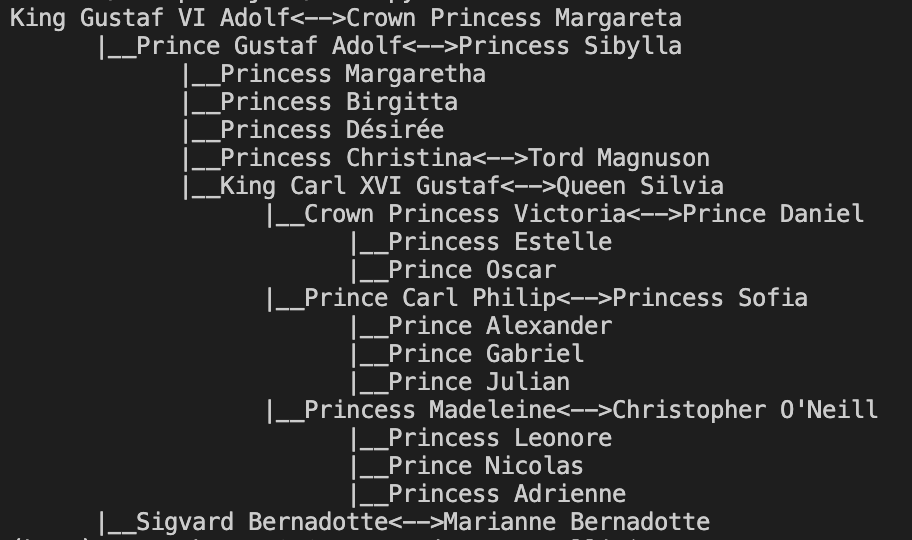 King Gustaf VI Adolf<-->Crown Princess Margareta
|__Prince Gustaf Adolf<-->Princess Sibylla
|__Princess Margaretha
|__Princess Birgitta
|__Princess Désirée
|__Princess Christina<-->Tord Magnuson
|__King Carl XVI Gustaf<-->Queen Silvia
|__Crown Princess Victoria<-->Prince Daniel
|__Princess Estelle
|__Prince Oscar
|__Prince Carl Philip<-->Princess Sofia
|__Prince Alexander
|__Prince Gabriel
|__Prince Julian
|__Princess Madeleine<-->Christopher O'Neill
|__Princess Leonore
|__Prince Nicolas
|__Princess Adrienne
|__Sigvard Bernadotte<-->Marianne Bernadotte